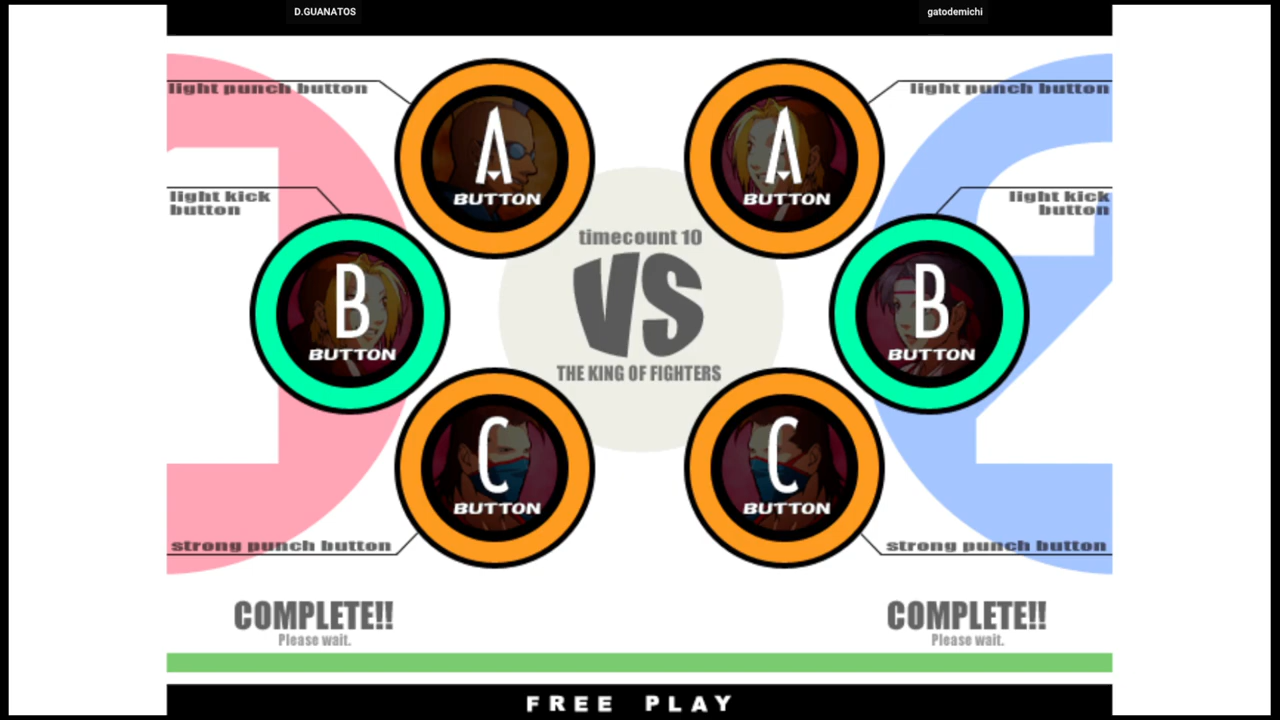 D.GUANATOS
gatodemichi
light punch button
A
BUTTON
A
BUTTON
light punch button
light kick
button
B
BUTTON
timecount 10
VS
THE KING OF FIGHTERS
light kick
button
B
BUTTON
C
BUTTON
C
BUTTON
strong punch button
strong punch button
COMPLETE!!
Please wait.
COMPLETE!!
Please wait.
FREE PLAY